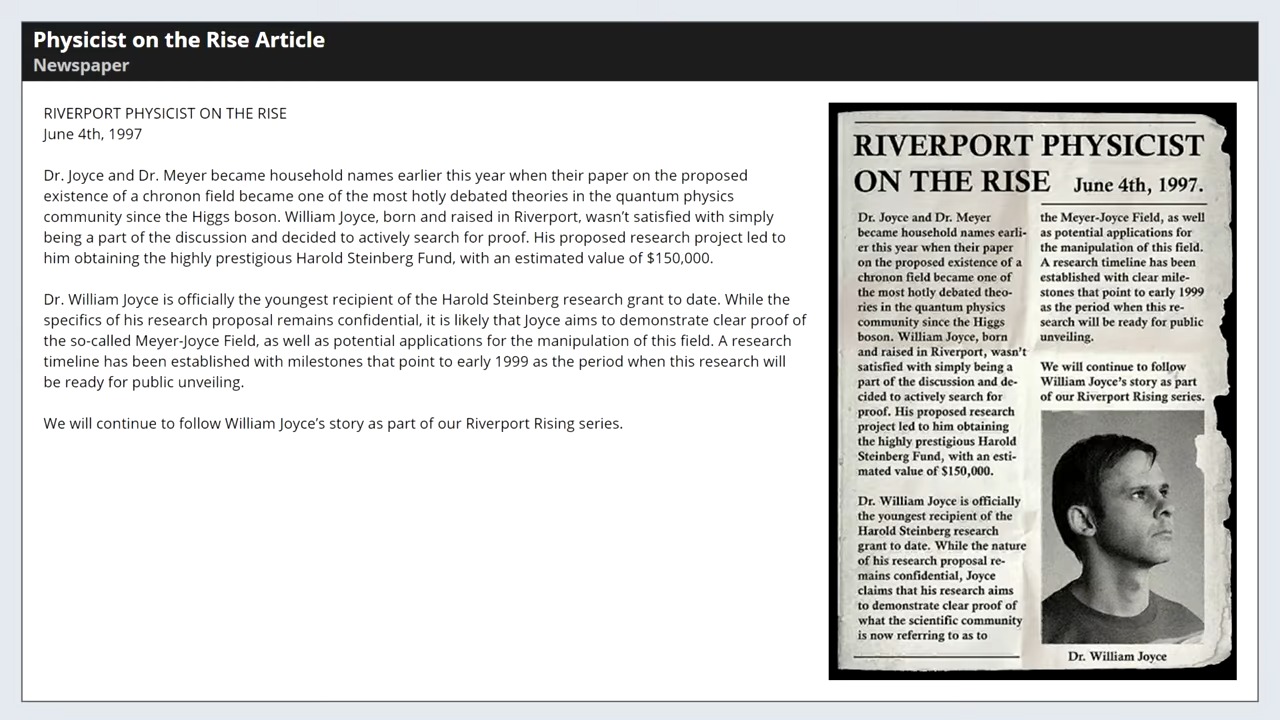 Physicist on the Rise Article
Newspaper
RIVERPORT PHYSICIST ON THE RISE
June 4th, 1997
Dr. Joyce and Dr. Meyer became household names earlier this year when their paper on the proposed
existence of a chronon field became one of the most hotly debated theories in the quantum physics
community since the Higgs boson. William Joyce, born and raised in Riverport, wasn’t satisfied with simply
being a part of the discussion and decided to actively search for proof. His proposed research project led to
him obtaining the highly prestigious Harold Steinberg Fund, with an estimated value of $150,000.
Dr. William Joyce is officially the youngest recipient of the Harold Steinberg research grant to date. While the
specifics of his research proposal remains confidential, it is likely that Joyce aims to demonstrate clear proof of
the so-called Meyer-Joyce Field, as well as potential applications for the manipulation of this field. A research
timeline has been established with milestones that point to early 1999 as the period when this research will
be ready for public unveiling.
We will continue to follow William Joyce’s story as part of our Riverport Rising series.
RIVERPORT PHYSICIST
ON THE RISE June 4th, 1997.
Dr. Joyce and Dr. Meyer
became household names earli-
er this year when their paper
on the proposed existence of a
chronon field became one of
the most hotly debated theo-
ries in the quantum physics
community since the Higgs
boson. William Joyce, born
and raised in Riverport, wasn’t
satisfied with simply being a
part of the discussion and de-
cided to actively search for
proof. His proposed research
project led to him obtaining
the highly prestigious Harold
Steinberg Fund, with an esti-
mated value of $150,000.
Dr. William Joyce is officially
the youngest recipient of the
Harold Steinberg research
grant to date. While the nature
of his research proposal re-
mains confidential, Joyce
claims that his research aims
to demonstrate clear proof of
what the scientific community
is now referring to as to
the Meyer-Joyce Field, as well
as potential applications for
the manipulation of this field.
A research timeline has been
established with clear mile-
stones that point to early 1999
as the period when this re-
search will be ready for public
unveiling.
We will continue to follow
William Joyce’s story as part
of our Riverport Rising series.
Dr. William Joyce